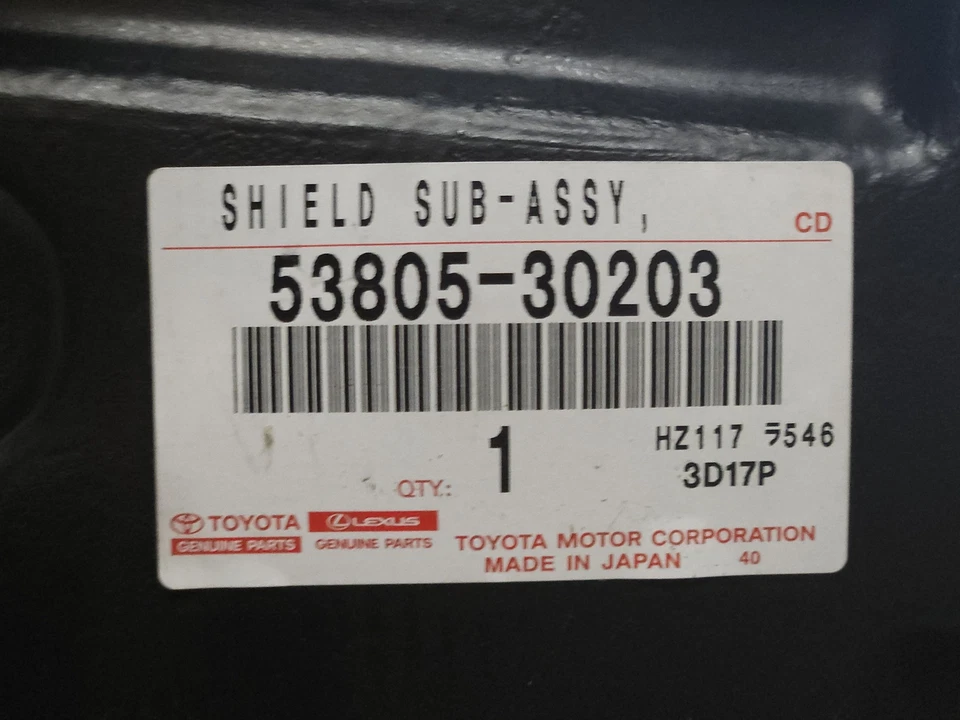 SHIELD SUB-ASSY,
CD
53805-30203
1
HZ117 ラ546
QTY.:
3D17P
TOYOTA LEXUS
GENUINE PARTS GENUINE PARTS
TOYOTA MOTOR CORPORATION
MADE IN JAPAN 40